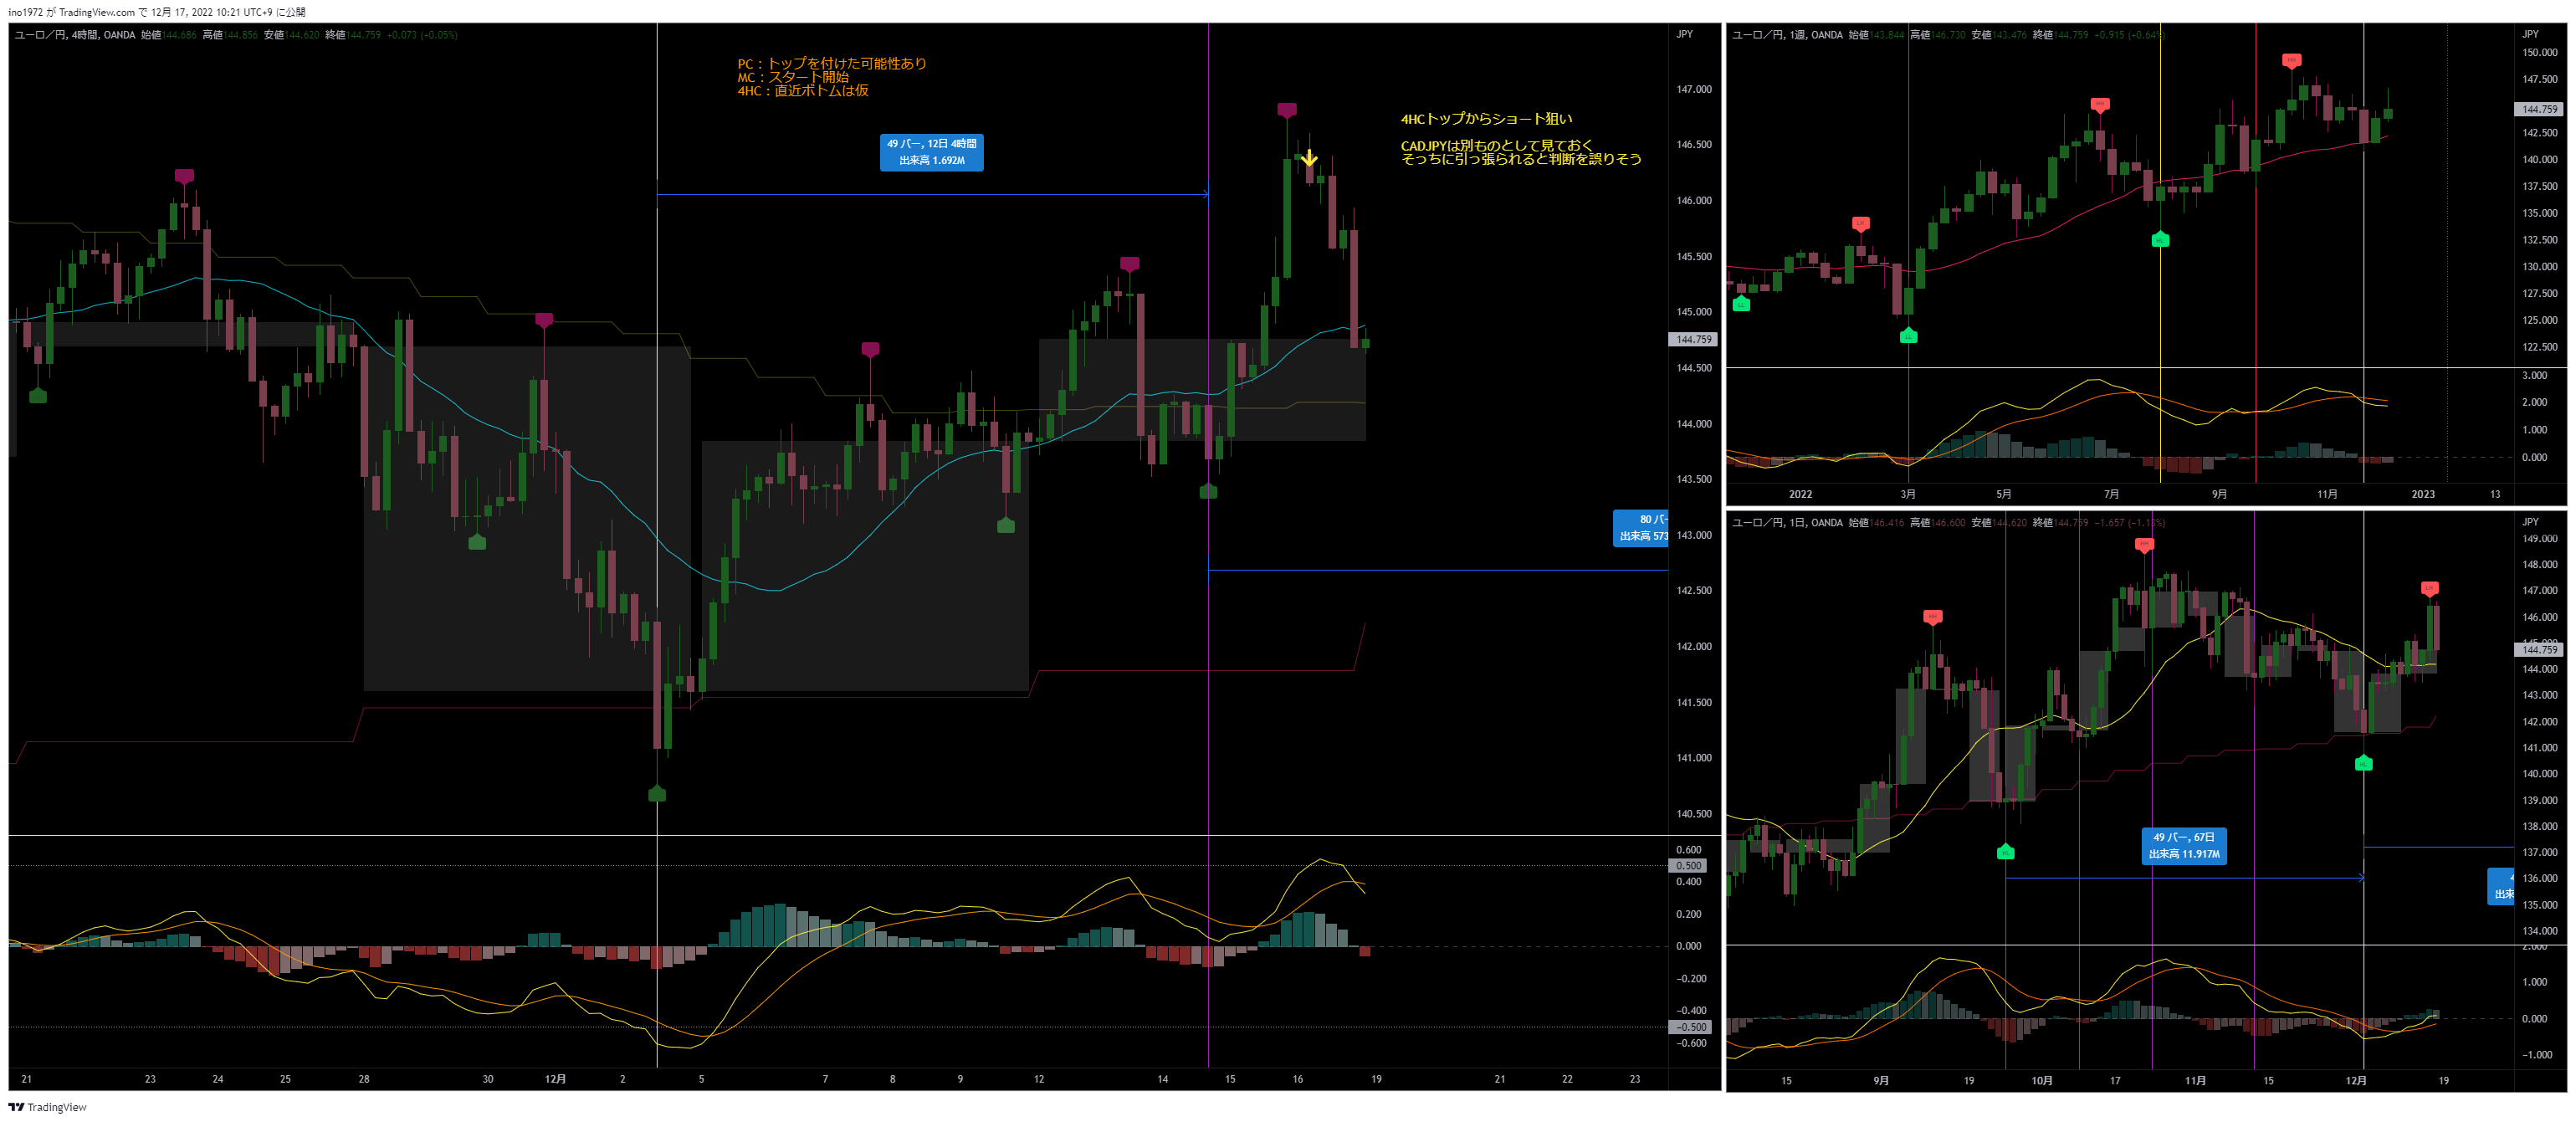 ino1972 が TradingView.com で 12月 17, 2022 10:21 UTC+9 に公開
ユーロ／円, 4時間, OANDA 始値144.686 高値144.856 安値144.620 終値144.759 +0.073 (+0.05%)
JPY
PC：トップを付けた可能性あり
MC：スタート開始
4HC：直近ボトムは仮
4HCトップからショート狙い
CADJPYは別ものとして見ておく
そっちに引っ張られると判断を誤りそう
49 バー, 12日 4時間
出来高 1.692M
80 バー
出来高 573
147.000
146.500
146.000
145.500
145.000
144.759
144.500
144.000
143.500
143.000
142.500
142.000
141.500
141.000
140.500
0.600
0.500
0.400
0.200
0.000
−0.200
−0.400
−0.500
−0.600
21 23 24 25 28 30 12月 2 5 7 8 9 12 14 15 16 19 21 22 23
ユーロ／円, 1週, OANDA 始値143.844 高値146.730 安値143.476 終値144.759 +0.915 (+0.64%)
JPY
150.000
147.500
144.759
142.500
140.000
137.500
135.000
132.500
130.000
127.500
125.000
122.500
LL
LH
LL
HH
HL
HH
3.000
2.000
1.000
0.000
2022 3月 5月 7月 9月 11月 2023 13
ユーロ／円, 1日, OANDA 始値146.416 高値146.600 安値144.620 終値144.759 −1.657 (−1.13%)
JPY
149.000
148.000
147.000
146.000
145.000
144.759
144.000
143.000
142.000
141.000
140.000
139.000
138.000
137.000
136.000
135.000
134.000
HH
HL
HH
HL
LH
49 バー, 67日
出来高 11.917M
4
出来
2.000
1.000
0.000
−1.000
15 9月 19 10月 17 11月 15 12月 19
TradingView